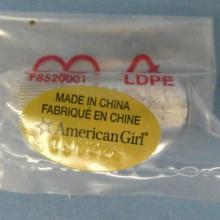 P8520001
LDPE
MADE IN CHINA
FABRIQUÉ EN CHINE
American Girl®